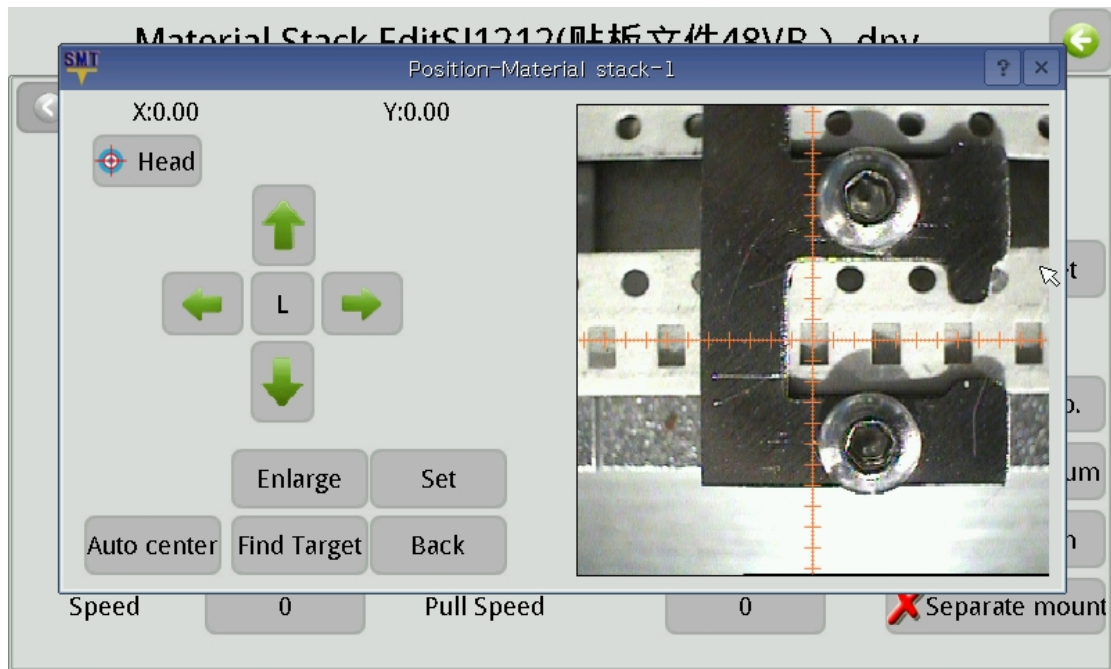 Material Stack EditSJ1212(贴板文件48VB ) .dpv
SMT
Position-Material stack-1
? ×
X:0.00 Y:0.00
Head
L
Enlarge Set
Auto center Find Target Back
Speed 0 Pull Speed 0 Separate mount